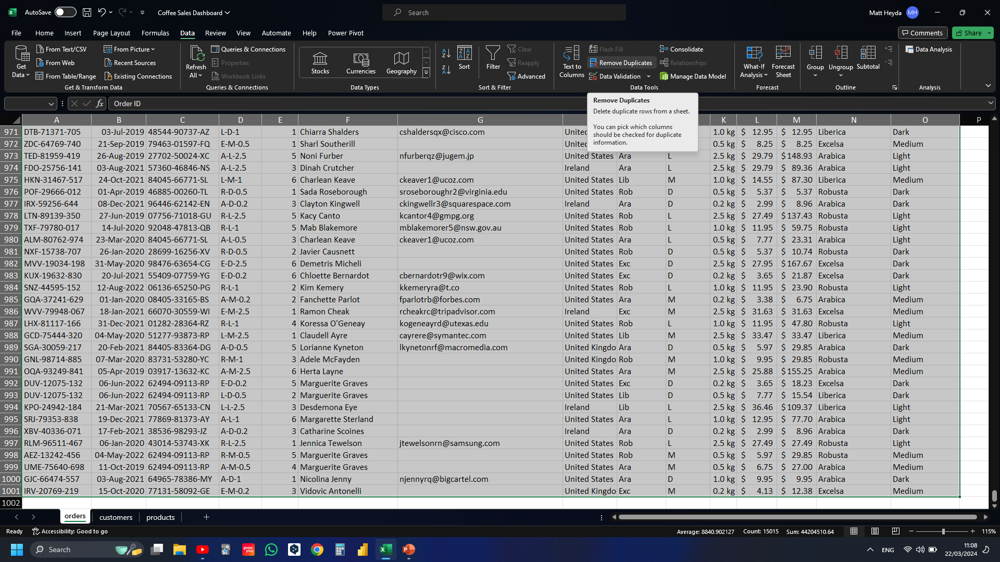 AutoSave Coffee Sales Dashboard Search Matt Heyda MH
File Home Insert Page Layout Formulas Data Review View Automate Help Power Pivot Comments Share
Get Data
From Text/CSV
From Web
From Table/Range
From Picture
Recent Sources
Existing Connections
Get & Transform Data
Refresh All
Queries & Connections
Properties
Workbook Links
Queries & Connections
Stocks Currencies Geography
Data Types
Sort
Filter
Clear
Reapply
Advanced
Sort & Filter
Text to Columns
Flash Fill
Remove Duplicates
Data Validation
Consolidate
Relationships
Manage Data Model
Data Tools
What-If Analysis
Forecast Sheet
Forecast
Group Ungroup Subtotal
Outline
Data Analysis
Analysis
fx Order ID
Remove Duplicates
Delete duplicate rows from a sheet.
You can pick which columns
should be checked for duplicate
information.
A B C D E F G K L M N O P
971 DTB-71371-705 03-Jul-2019 48544-90737-AZ L-D-1 1 Chiarra Shalders cshaldersqx@cisco.com United 1.0 kg $ 12.95 $ 12.95 Liberica Dark
972 ZDC-64769-740 21-Sep-2019 79463-01597-FQ E-M-0.5 1 Sharl Southerill United 0.5 kg $ 8.25 $ 8.25 Excelsa Medium
973 TED-81959-419 26-Aug-2019 27702-50024-XC A-L-2.5 5 Noni Furber nfurberqz@jugem.jp United States Ara L 2.5 kg $ 29.79 $ 148.93 Arabica Light
974 FDO-25756-141 03-Aug-2021 57360-46846-NS A-L-2.5 3 Dinah Crutcher Ireland Ara L 2.5 kg $ 29.79 $ 89.36 Arabica Light
975 HKN-31467-517 24-Oct-2021 84045-66771-SL L-M-1 6 Charlean Keave ckeaver1@ucoz.com United States Lib M 1.0 kg $ 14.55 $ 87.30 Liberica Medium
976 POF-29666-012 01-Apr-2019 46885-00260-TL R-D-0.5 1 Sada Roseborough sroseboroughr2@virginia.edu United States Rob D 0.5 kg $ 5.37 $ 5.37 Robusta Dark
977 IRX-59256-644 08-Dec-2021 96446-62142-EN A-D-0.2 3 Clayton Kingwell ckingwellr3@squarespace.com Ireland Ara D 0.2 kg $ 2.99 $ 8.96 Arabica Dark
978 LTN-89139-350 27-Jun-2019 07756-71018-GU R-L-2.5 5 Kacy Canto kcantor4@gmpg.org United States Rob L 2.5 kg $ 27.49 $ 137.43 Robusta Light
979 TXF-79780-017 14-Jul-2020 92048-47813-QB R-L-1 5 Mab Blakemore mblakemorer5@nsw.gov.au United States Rob L 1.0 kg $ 11.95 $ 59.75 Robusta Light
980 ALM-80762-974 23-Mar-2020 84045-66771-SL A-L-0.5 3 Charlean Keave ckeaver1@ucoz.com United States Ara L 0.5 kg $ 7.77 $ 23.31 Arabica Light
981 NXF-15738-707 26-Jan-2020 28699-16256-XV R-D-0.5 2 Javier Causnett United States Rob D 0.5 kg $ 5.37 $ 10.74 Robusta Dark
982 MVV-19034-198 31-May-2020 98476-63654-CG E-D-2.5 6 Demetris Micheli United States Exc D 2.5 kg $ 27.95 $ 167.67 Excelsa Dark
983 KUX-19632-830 20-Jul-2021 55409-07759-YG E-D-0.2 6 Chloette Bernardot cbernardotr9@wix.com United States Exc D 0.2 kg $ 3.65 $ 21.87 Excelsa Dark
984 SNZ-44595-152 12-Aug-2022 06136-65250-PG R-L-1 2 Kim Kemery kkemeryra@t.co United States Rob L 1.0 kg $ 11.95 $ 23.90 Robusta Light
985 GQA-37241-629 01-Jan-2020 08405-33165-BS A-M-0.2 2 Fanchette Parlot fparlotrb@forbes.com United States Ara M 0.2 kg $ 3.38 $ 6.75 Arabica Medium
986 WVV-79948-067 18-Jan-2021 66070-30559-WI E-M-2.5 1 Ramon Cheak rcheakrc@tripadvisor.com Ireland Exc M 2.5 kg $ 31.63 $ 31.63 Excelsa Medium
987 LHX-81117-166 31-Dec-2021 01282-28364-RZ R-L-1 4 Koressa O'Geneay kogeneayrd@utexas.edu United States Rob L 1.0 kg $ 11.95 $ 47.80 Robusta Light
988 GCD-75444-320 04-May-2020 51277-93873-RP L-M-2.5 1 Claudell Ayre cayrere@symantec.com United States Lib M 2.5 kg $ 33.47 $ 33.47 Liberica Medium
989 SGA-30059-217 20-Feb-2021 84405-83364-DG A-D-0.5 5 Lorianne Kyneton lkynetonrf@macromedia.com United Kingdo Ara D 0.5 kg $ 5.97 $ 29.85 Arabica Dark
990 GNL-98714-885 07-Mar-2020 83731-53280-YC R-M-1 3 Adele McFayden United Kingdo Rob M 1.0 kg $ 9.95 $ 29.85 Robusta Medium
991 OQA-93249-841 05-Apr-2019 03917-13632-KC A-M-2.5 6 Herta Layne United States Ara M 2.5 kg $ 25.88 $ 155.25 Arabica Medium
992 DUV-12075-132 06-Jun-2022 62494-09113-RP E-D-0.2 5 Marguerite Graves United States Exc D 0.2 kg $ 3.65 $ 18.23 Excelsa Dark
993 DUV-12075-132 06-Jun-2022 62494-09113-RP L-D-0.5 2 Marguerite Graves United States Lib D 0.5 kg $ 7.77 $ 15.54 Liberica Dark
994 KPO-24942-184 21-Mar-2021 70567-65133-CN L-L-2.5 3 Desdemona Eye Ireland Lib L 2.5 kg $ 36.46 $ 109.37 Liberica Light
995 SRJ-79353-838 19-Dec-2021 77869-81373-AY A-L-1 6 Margarette Sterland United States Ara L 1.0 kg $ 12.95 $ 77.70 Arabica Light
996 XBV-40336-071 17-Feb-2021 38536-98293-JZ A-D-0.2 3 Catharine Scoines Ireland Ara D 0.2 kg $ 2.99 $ 8.96 Arabica Dark
997 RLM-96511-467 06-Jan-2020 43014-53743-XK R-L-2.5 1 Jennica Tewelson jtewelsonrn@samsung.com United States Rob L 2.5 kg $ 27.49 $ 27.49 Robusta Light
998 AEZ-13242-456 04-May-2022 62494-09113-RP R-M-0.5 5 Marguerite Graves United States Rob M 0.5 kg $ 5.97 $ 29.85 Robusta Medium
999 UME-75640-698 11-Oct-2019 62494-09113-RP A-M-0.5 4 Marguerite Graves United States Ara M 0.5 kg $ 6.75 $ 27.00 Arabica Medium
1000 GJC-66474-557 03-Aug-2021 64965-78386-MY A-D-1 1 Nicolina Jenny njennyrq@bigcartel.com United States Ara D 1.0 kg $ 9.95 $ 9.95 Arabica Dark
1001 IRV-20769-219 15-Oct-2020 77131-58092-GE E-M-0.2 3 Vidovic Antonelli United Kingdo Exc M 0.2 kg $ 4.13 $ 12.38 Excelsa Medium
1002
orders customers products
Ready Accessibility: Good to go Average: 8840.902127 Count: 15015 Sum: 44204510.64 115%
Search globo play ENG 11:08
22/03/2024